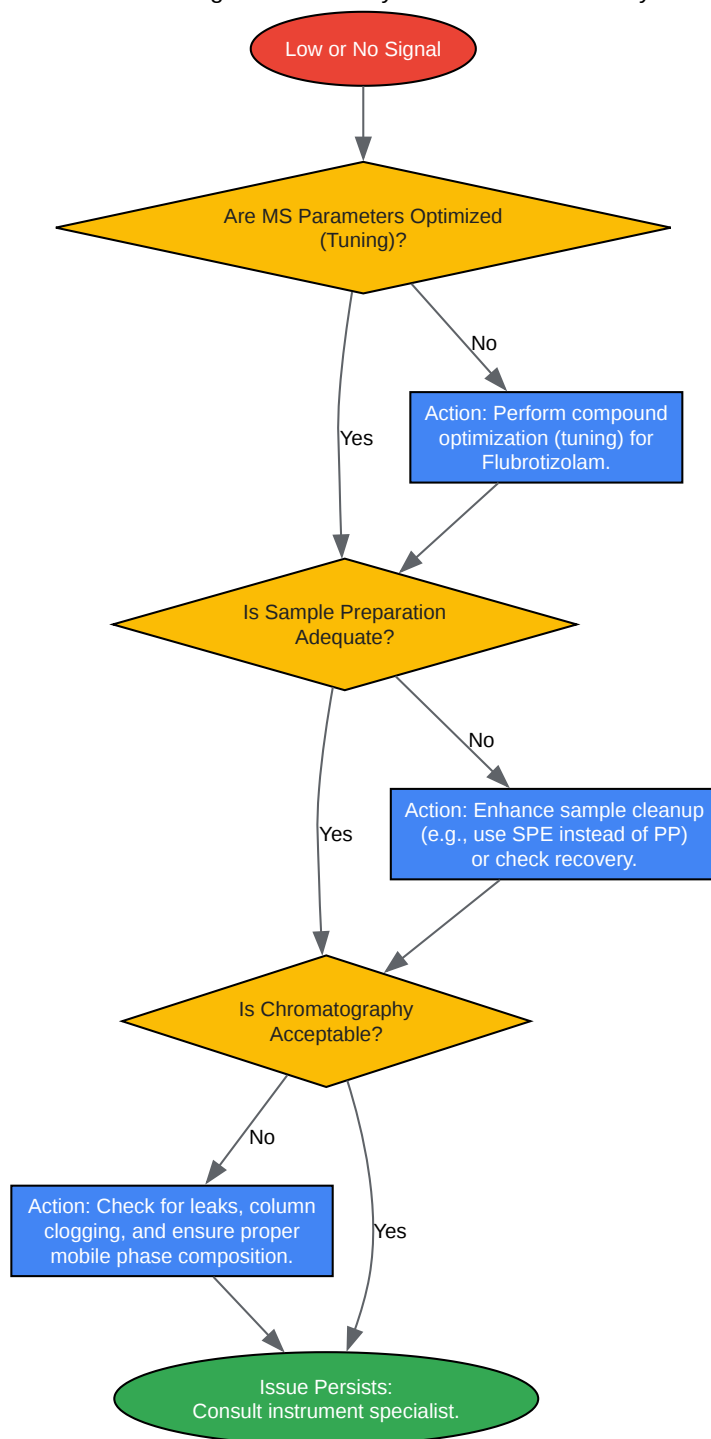 Low or No Signal
Are MS Parameters Optimized
(Tuning)?
No
Action: Perform compound
optimization (tuning) for
Flubrotizolam.
Yes
Is Sample Preparation
Adequate?
No
Action: Enhance sample cleanup
(e.g., use SPE instead of PP)
or check recovery.
Yes
Is Chromatography
Acceptable?
No
Action: Check for leaks, column
clogging, and ensure proper
mobile phase composition.
Yes
Issue Persists:
Consult instrument specialist.